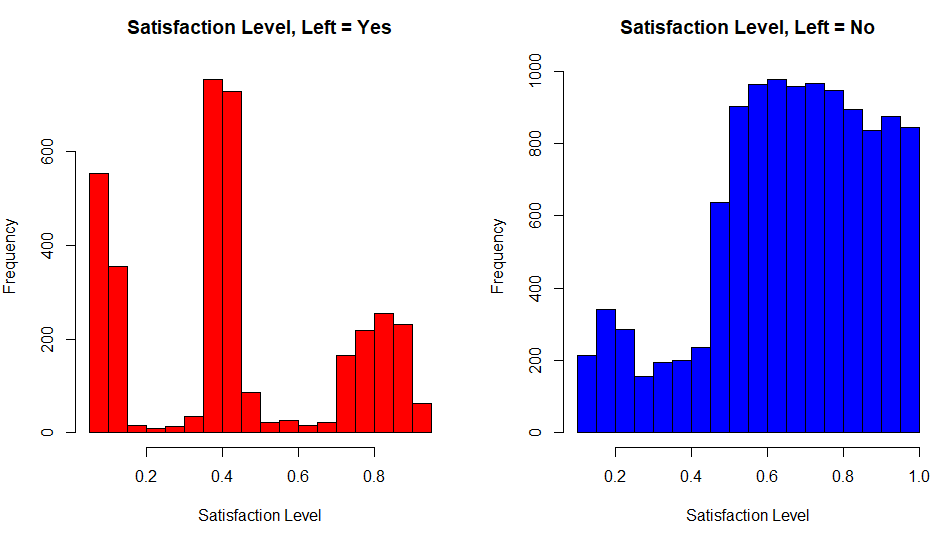 Satisfaction Level, Left = Yes
Frequency
0
200
400
600
0.2 0.4 0.6 0.8
Satisfaction Level
Satisfaction Level, Left = No
Frequency
0
200
400
600
800
1000
0.2 0.4 0.6 0.8 1.0
Satisfaction Level